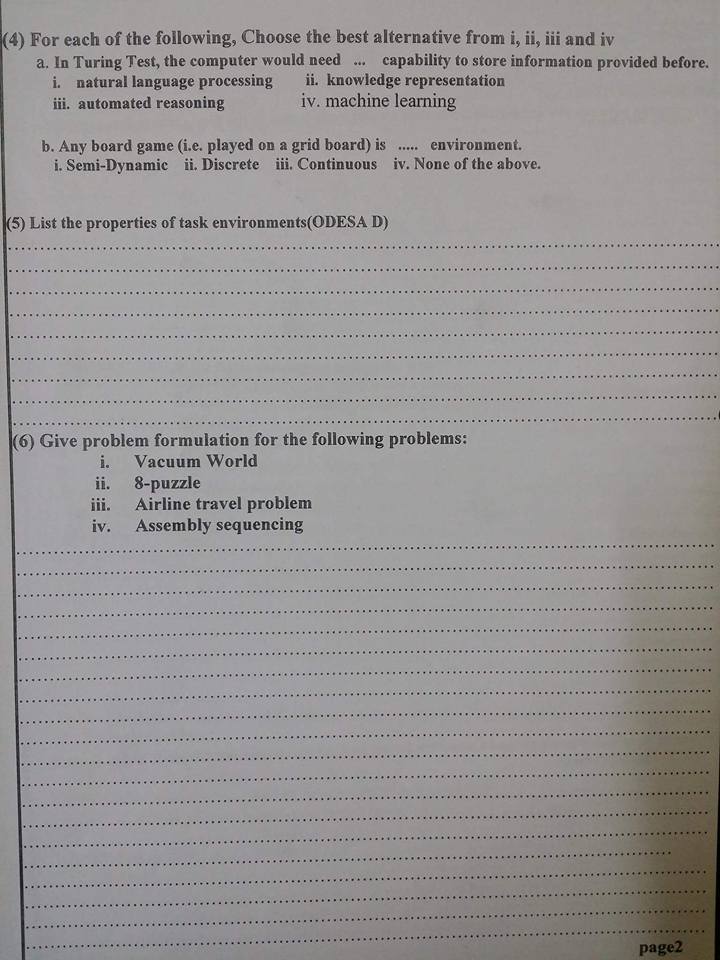 (4) For each of the following, Choose the best alternative from i, ii, iii and iv
a. In Turing Test, the computer would need ... capability to store information provided before.
i. natural language processing ii. knowledge representation
iii. automated reasoning iv. machine learning
b. Any board game (i.e. played on a grid board) is ..... environment.
i. Semi-Dynamic ii. Discrete iii. Continuous iv. None of the above.
(5) List the properties of task environments(ODESA D)
(6) Give problem formulation for the following problems:
i. Vacuum World
ii. 8-puzzle
iii. Airline travel problem
iv. Assembly sequencing
page2